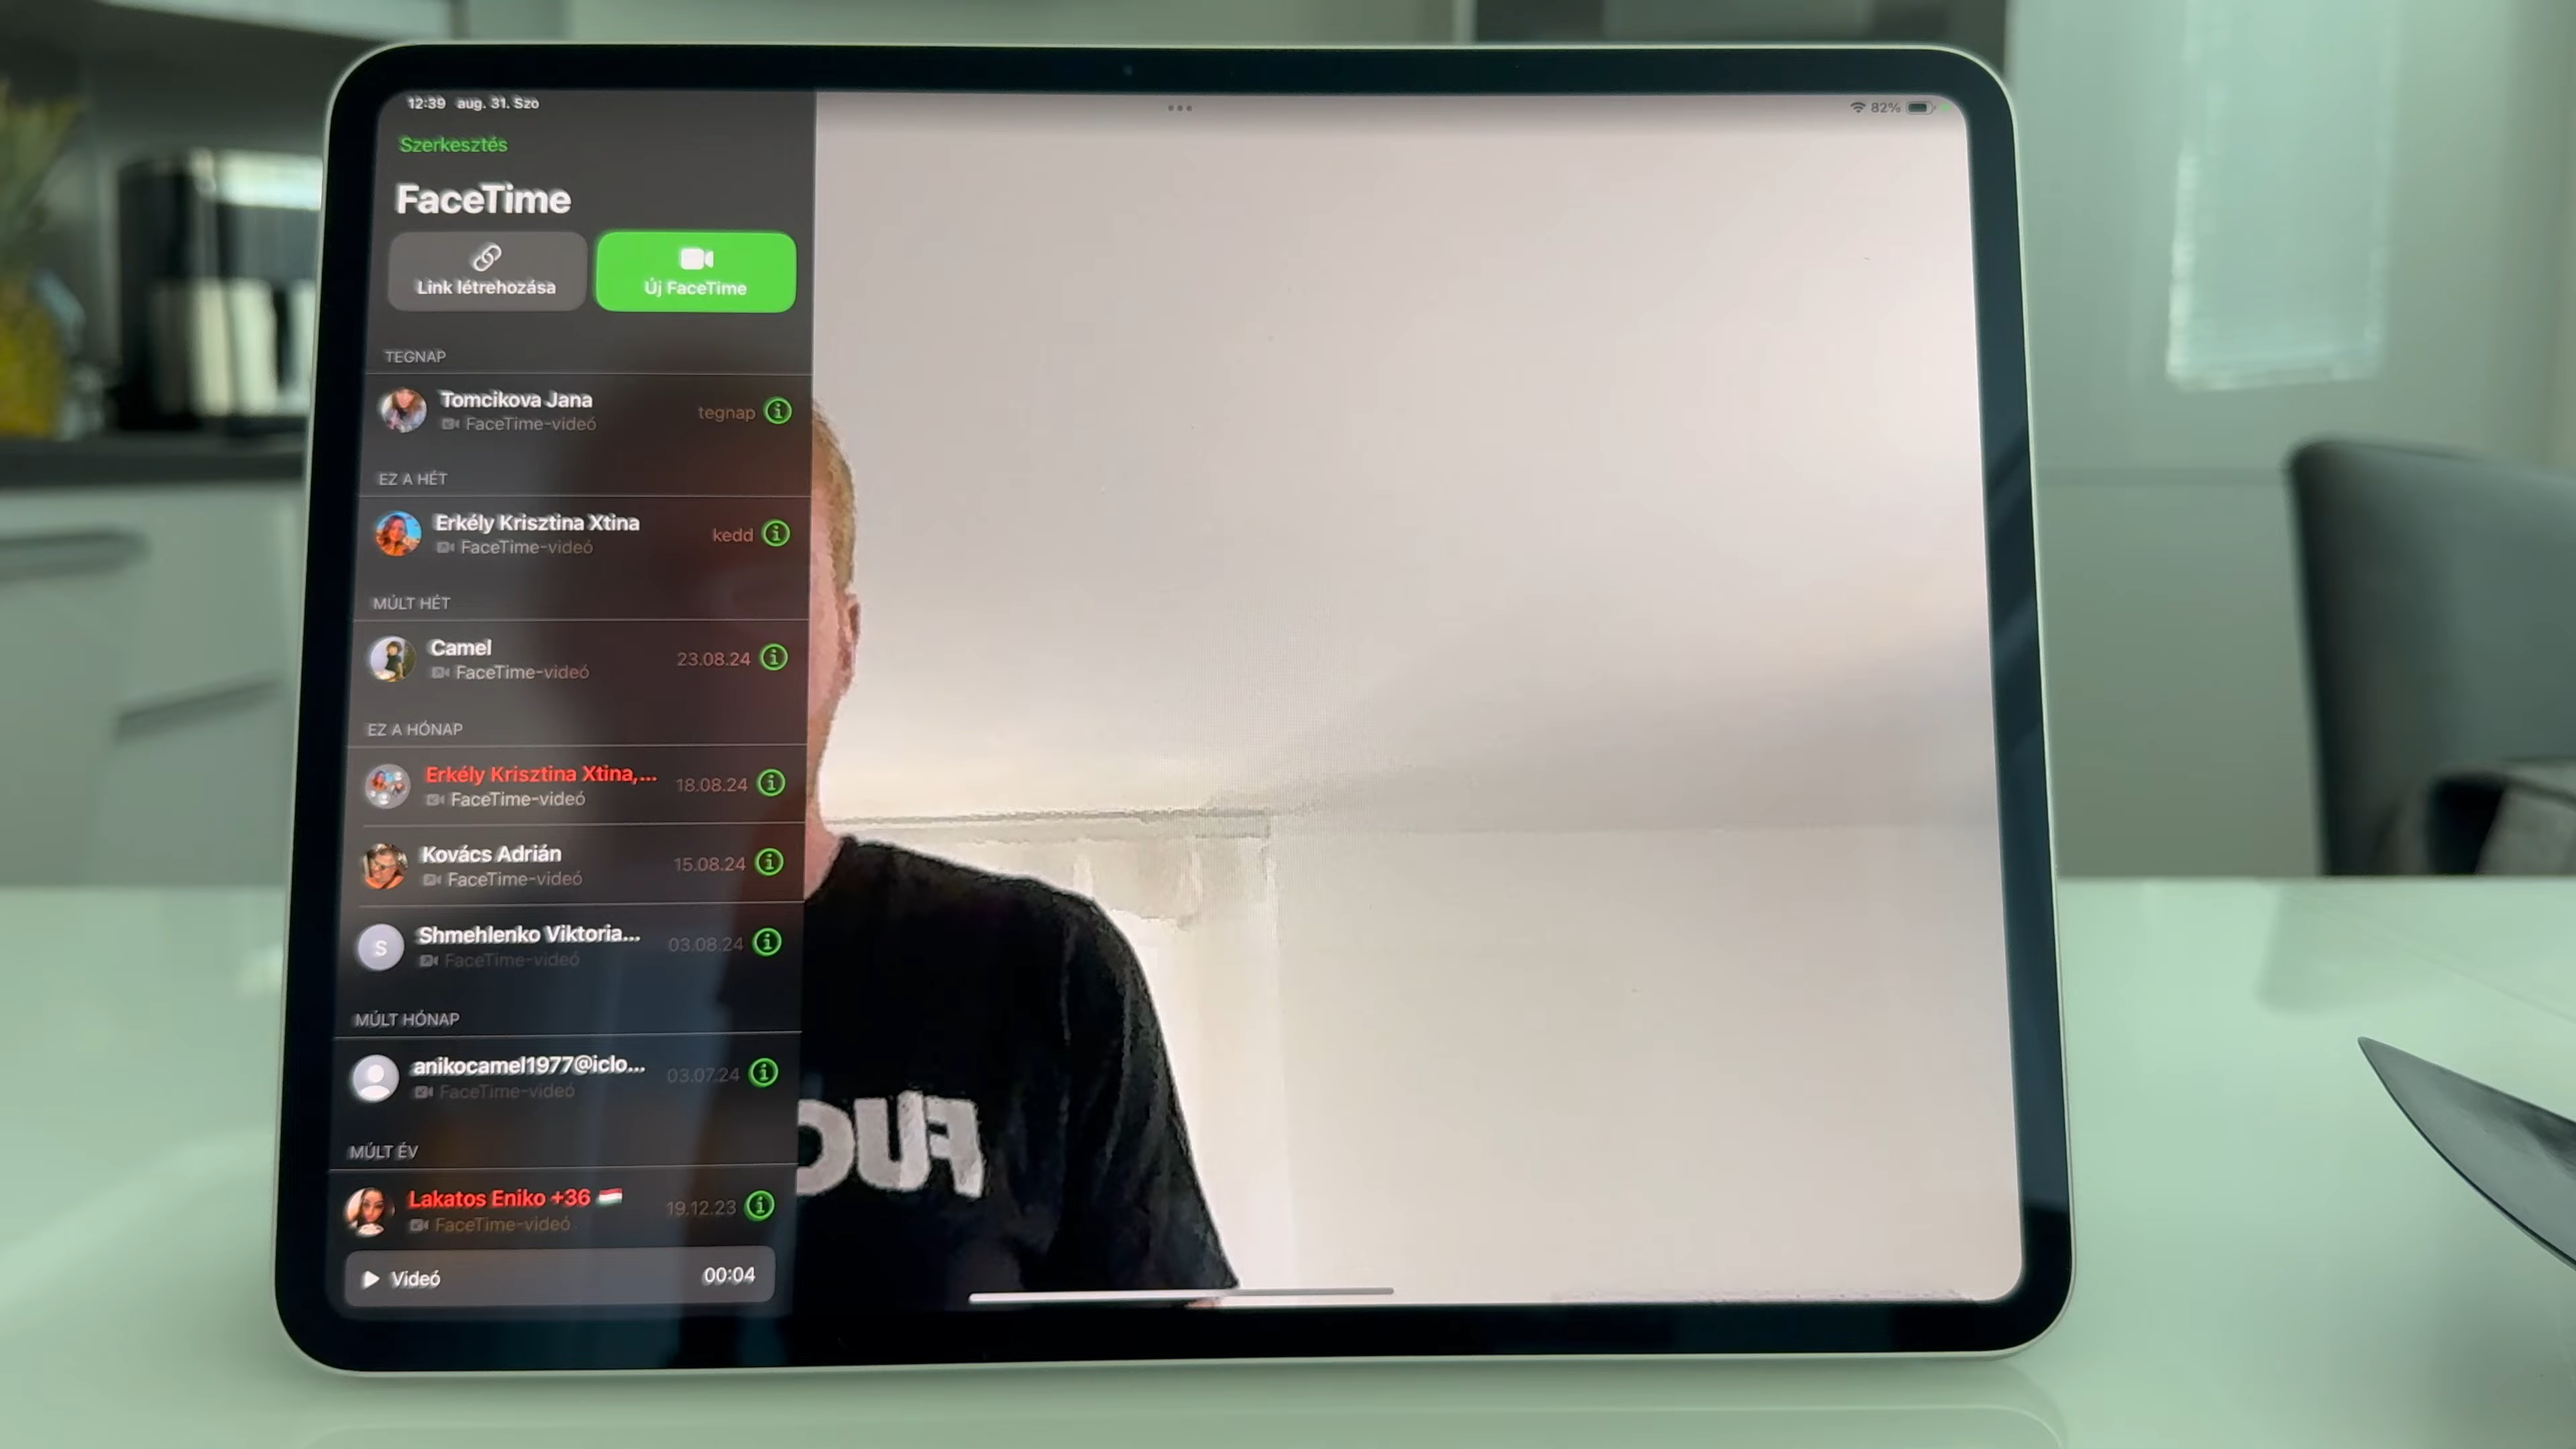 12:39 aug. 31. Szo
82%
Szerkesztés
FaceTime
Link létrehozása
Új FaceTime
TEGNAP
Tomcikova Jana
FaceTime-videó
tegnap
EZ A HÉT
Erkély Krisztina Xtina
FaceTime-videó
kedd
MÚLT HÉT
Camel
FaceTime-videó
23.08.24
EZ A HÓNAP
Erkély Krisztina Xtina,...
FaceTime-videó
18.08.24
Kovács Adrián
FaceTime-videó
15.08.24
S
Shmehlenko Viktoria...
FaceTime-videó
03.08.24
MÚLT HÓNAP
anikocamel1977@iclo...
FaceTime-videó
03.07.24
MÚLT ÉV
Lakatos Eniko +36 🇭🇺
FaceTime-videó
19.12.23
Videó
00:04
FUC